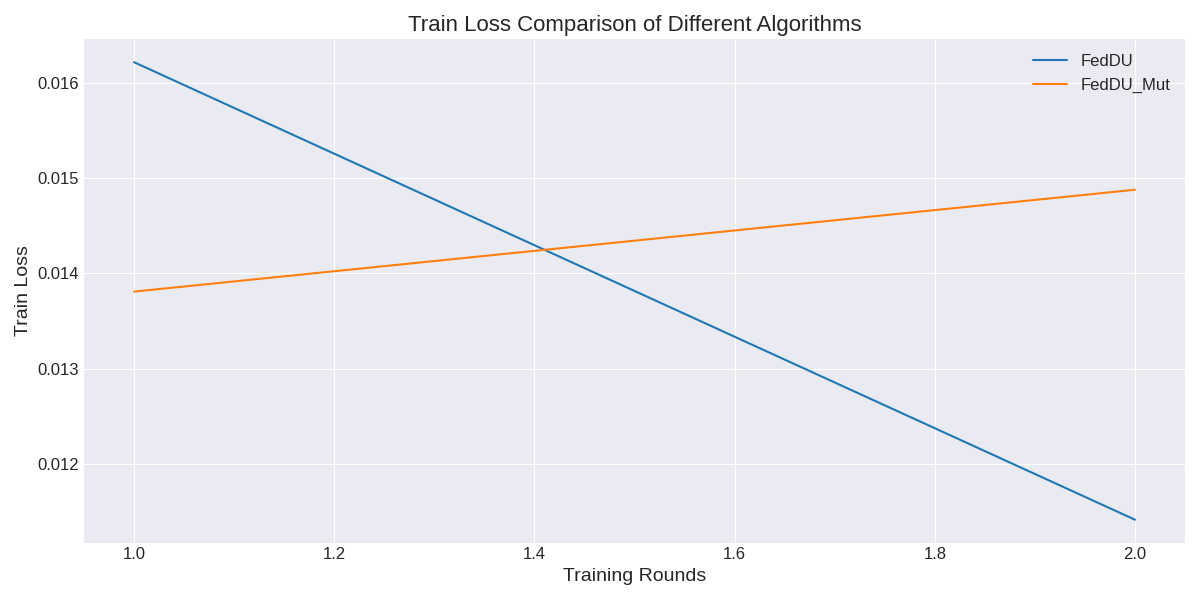 Train Loss Comparison of Different Algorithms
FedDU
FedDU_Mut
Train Loss
0.016
0.015
0.014
0.013
0.012
1.0 1.2 1.4 1.6 1.8 2.0
Training Rounds